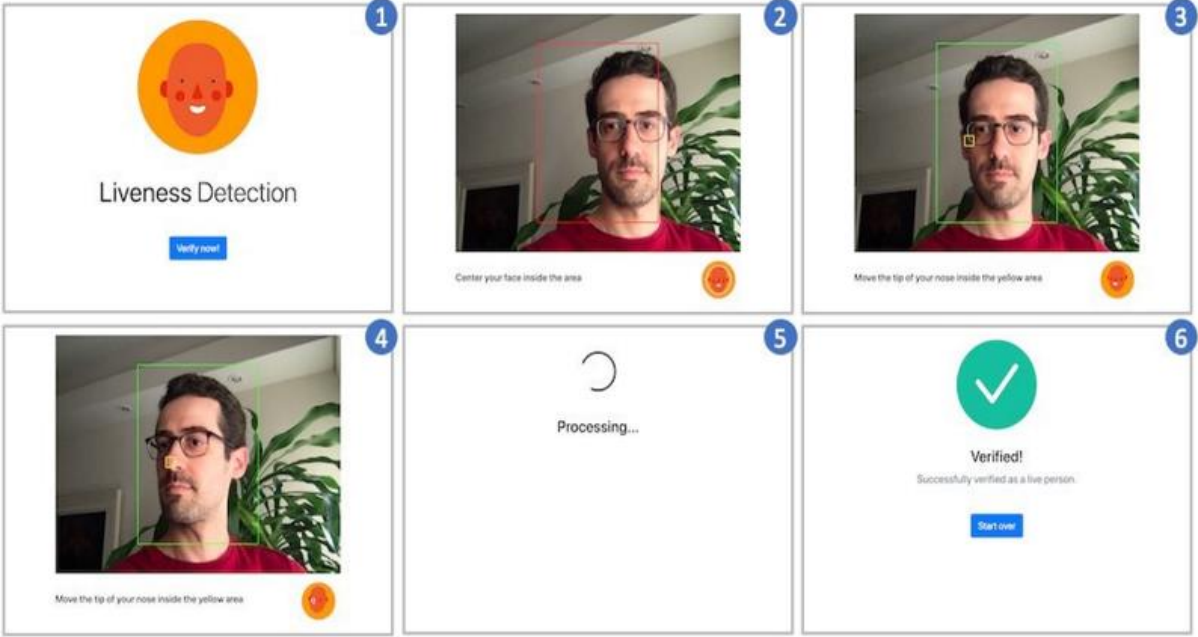 1
Liveness Detection
Verify now!
2
Center your face inside the area
3
Move the tip of your nose inside the yellow area
4
Move the tip of your nose inside the yellow area
5
Processing...
6
Verified!
Successfully verified as a live person.
Start over